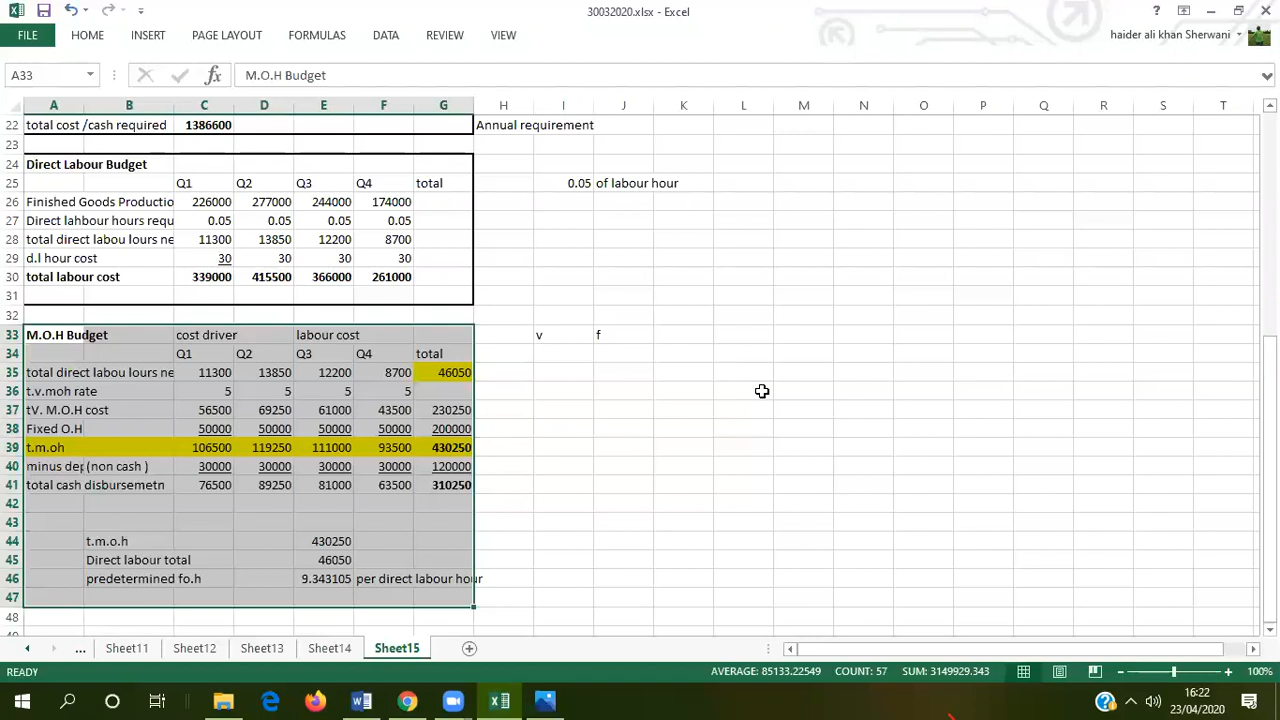 30032020.xlsx - Excel
FILE HOME INSERT PAGE LAYOUT FORMULAS DATA REVIEW VIEW haider ali khan Sherwani
A33 fx M.O.H Budget
A B C D E F G H I J K L M N O P Q R S T
22 total cost /cash required 1386600 Annual requirement
23
24 Direct Labour Budget
25 Q1 Q2 Q3 Q4 total 0.05 of labour hour
26 Finished Goods Productio 226000 277000 244000 174000
27 Direct lahbour hours requ 0.05 0.05 0.05 0.05
28 total direct labou lours ne 11300 13850 12200 8700
29 d.l hour cost 30 30 30 30
30 total labour cost 339000 415500 366000 261000
31
32
33 M.O.H Budget cost driver labour cost v f
34 Q1 Q2 Q3 Q4 total
35 total direct labou lours ne 11300 13850 12200 8700 46050
36 t.v.moh rate 5 5 5 5
37 tV. M.O.H cost 56500 69250 61000 43500 230250
38 Fixed O.H 50000 50000 50000 50000 200000
39 t.m.oh 106500 119250 111000 93500 430250
40 minus dep (non cash ) 30000 30000 30000 30000 120000
41 total cash disbursemetn 76500 89250 81000 63500 310250
42
43
44 t.m.o.h 430250
45 Direct labour total 46050
46 predetermined fo.h 9.343105 per direct labour hour
47
48
... Sheet11 Sheet12 Sheet13 Sheet14 Sheet15
READY AVERAGE: 85133.22549 COUNT: 57 SUM: 3149929.343 100%
16:22
23/04/2020